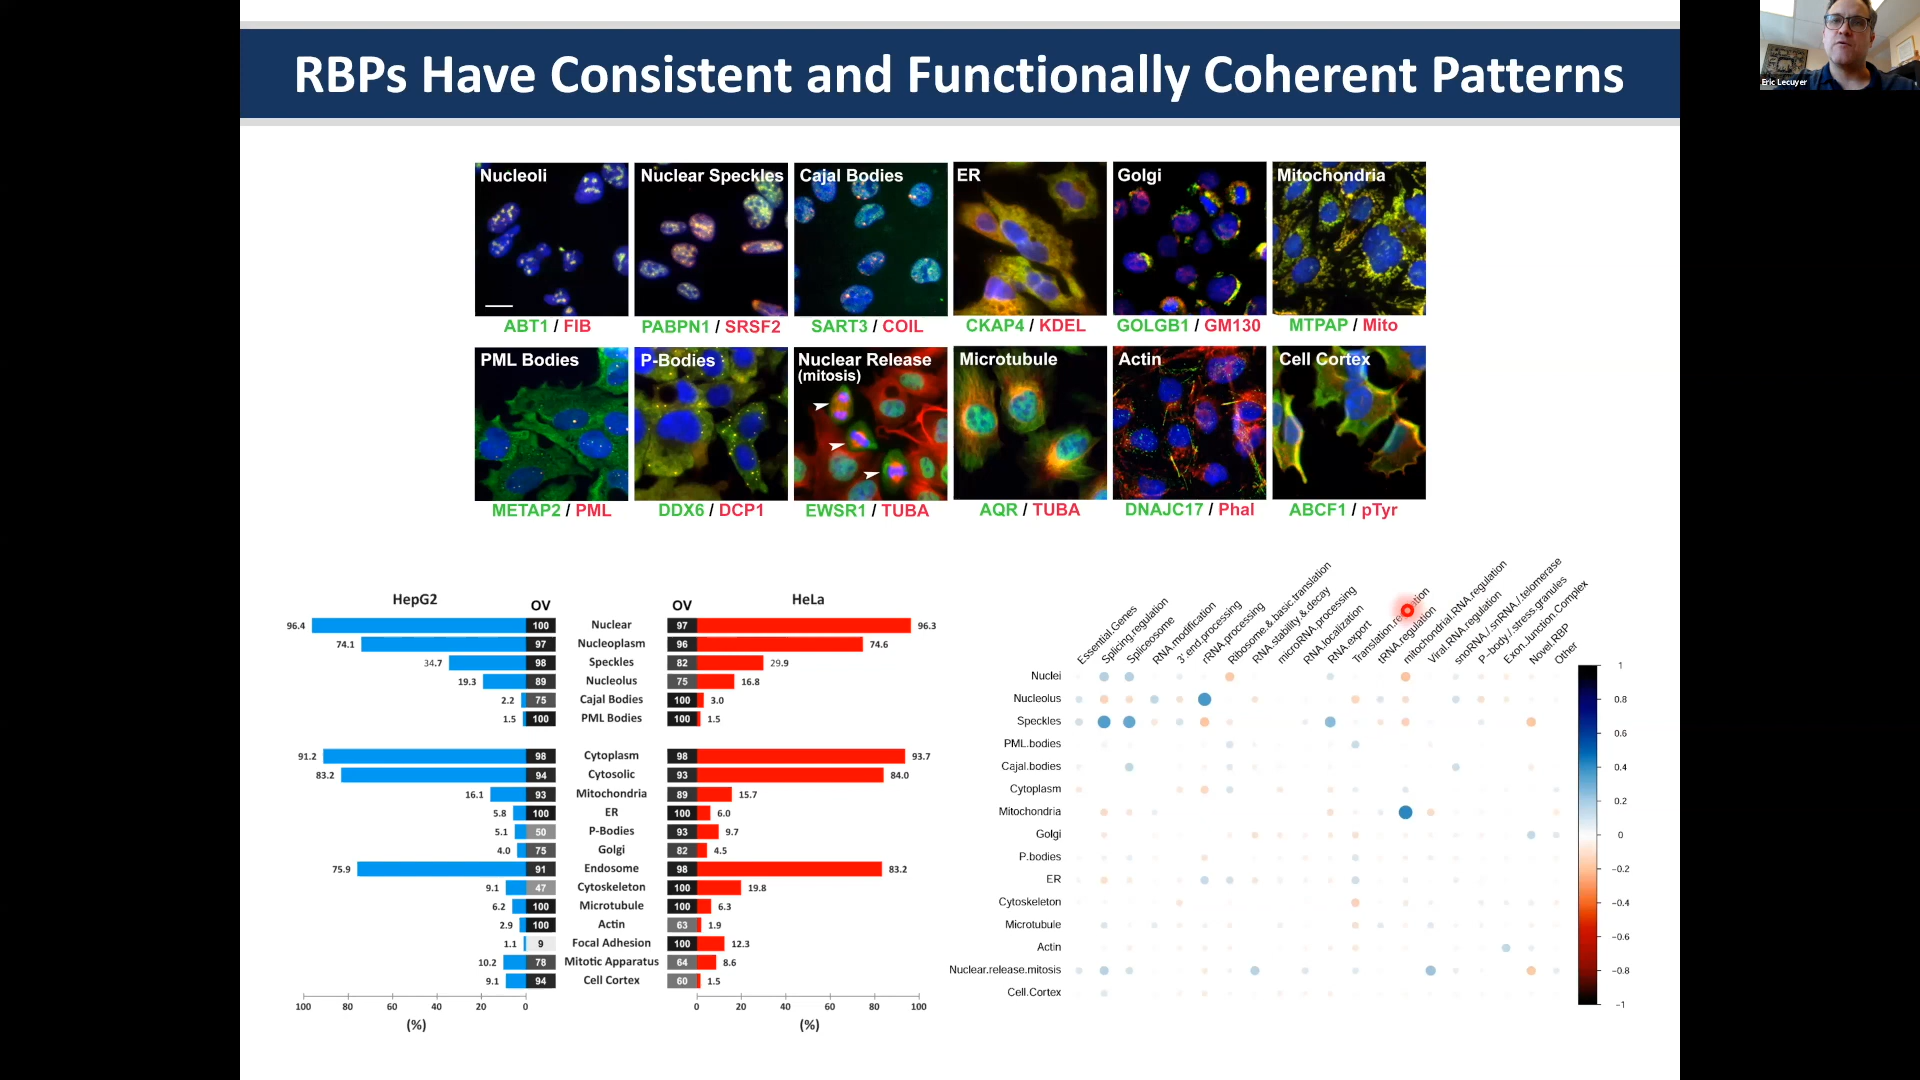 RBPs Have Consistent and Functionally Coherent Patterns
Eric Lecuyer
Nucleoli
Nuclear Speckles
Cajal Bodies
ER
Golgi
Mitochondria
ABT1 / FIB
PABPN1 / SRSF2
SART3 / COIL
CKAP4 / KDEL
GOLGB1 / GM130
MTPAP / Mito
PML Bodies
P-Bodies
Nuclear Release
(mitosis)
Microtubule
Actin
Cell Cortex
METAP2 / PML
DDX6 / DCP1
EWSR1 / TUBA
AQR / TUBA
DNAJC17 / Phal
ABCF1 / pTyr
HepG2 OV OV HeLa
96.4 100 Nuclear 97 96.3
74.1 97 Nucleoplasm 96 74.6
34.7 98 Speckles 82 29.9
19.3 89 Nucleolus 75 16.8
2.2 75 Cajal Bodies 100 3.0
1.5 100 PML Bodies 100 1.5
91.2 98 Cytoplasm 98 93.7
83.2 94 Cytosolic 93 84.0
16.1 93 Mitochondria 89 15.7
5.8 100 ER 100 6.0
5.1 50 P-Bodies 93 9.7
4.0 75 Golgi 82 4.5
75.9 91 Endosome 98 83.2
9.1 47 Cytoskeleton 100 19.8
6.2 100 Microtubule 100 6.3
2.9 100 Actin 63 1.9
1.1 9 Focal Adhesion 100 12.3
10.2 78 Mitotic Apparatus 64 8.6
9.1 94 Cell Cortex 60 1.5
100 80 60 40 20 0 0 20 40 60 80 100
(%) (%)
Essential.Genes
Splicing.regulation
Spliceosome
RNA.modification
3'.end.processing
rRNA.processing
Ribosome.&.basic.translation
RNA.stability.&.decay
microRNA.processing
RNA.localization
RNA.export
tRNA.regulation
mitochondrial.RNA.regulation
Viral.RNA.regulation
snoRNA./.snRNA./.telomerase
P-body./.stress.granules
Exon.Junction.Complex
Novel.RBP
Other
Nuclei
Nucleolus
Speckles
PML.bodies
Cajal.bodies
Cytoplasm
Mitochondria
Golgi
P.bodies
ER
Cytoskeleton
Microtubule
Actin
Nuclear.release.mitosis
Cell.Cortex
1
0.8
0.6
0.4
0.2
0
−0.2
−0.4
−0.6
−0.8
−1